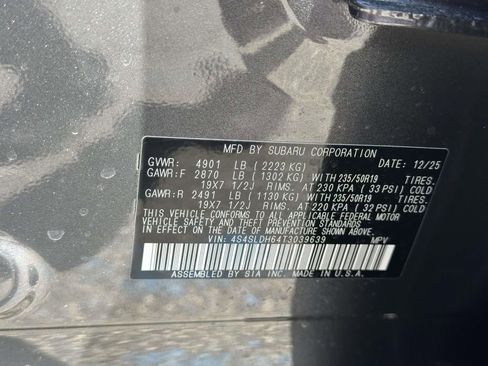 MFD BY SUBARU CORPORATION
GVWR: 4901 LB (2223 KG) DATE: 12/25
GAWR:F 2870 LB (1302 KG) WITH 235/50R19
19X7 1/2J RIMS. AT 230 KPA (33 PSI) COLD
GAWR:R 2491 LB (1130 KG) WITH 235/50R19
19X7 1/2J RIMS. AT 220 KPA (32 PSI) COLD
THIS VEHICLE CONFORMS TO ALL APPLICABLE FEDERAL MOTOR
VEHICLE SAFETY AND THEFT PREVENTION STANDARDS
IN EFFECT ON THE DATE OF MANUFACTURE SHOWN ABOVE.
VIN: 4S4SLDH64T3039639 MPV
ASSEMBLED BY SIA INC. MADE IN U.S.A.